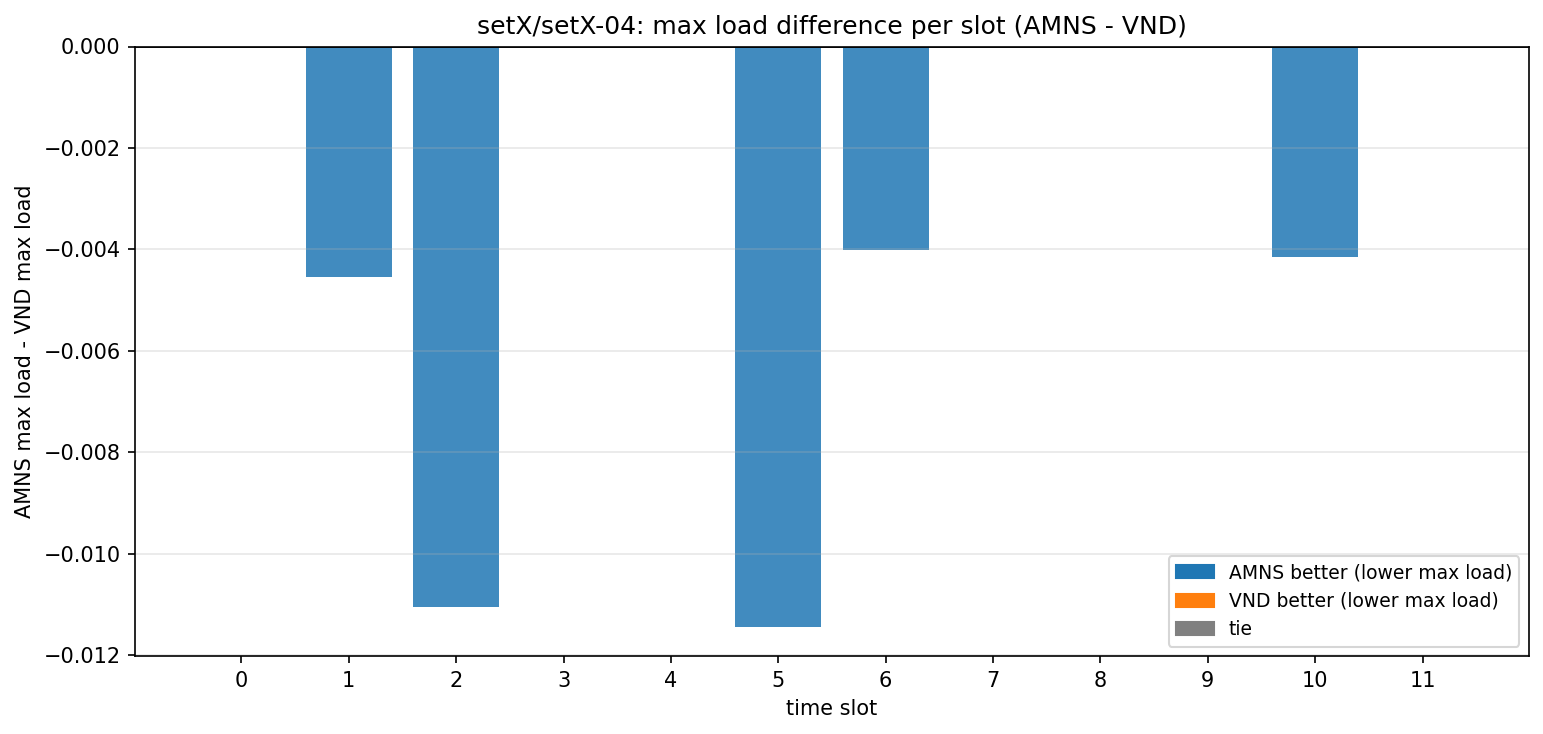 setX/setX-04: max load difference per slot (AMNS - VND)
AMNS max load - VND max load
0.000
−0.002
−0.004
−0.006
−0.008
−0.010
−0.012
AMNS better (lower max load)
VND better (lower max load)
tie
0 1 2 3 4 5 6 7 8 9 10 11
time slot